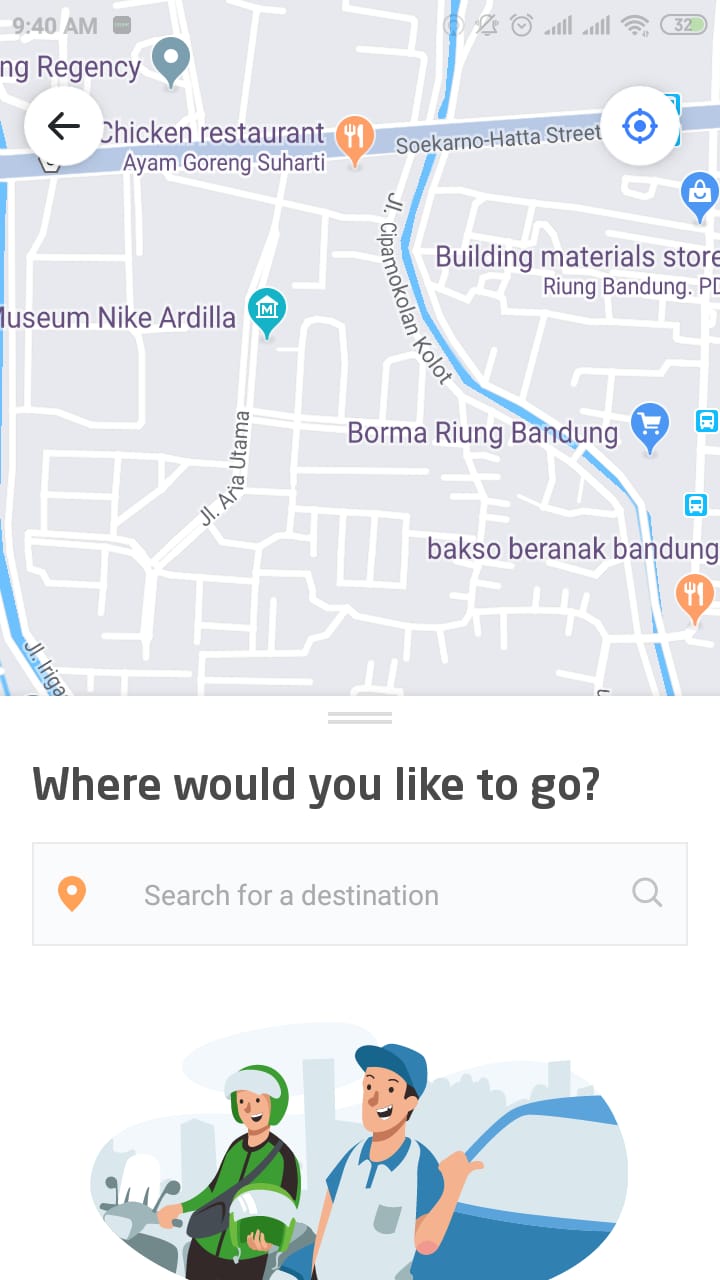 9:40 AM
32
ng Regency
Chicken restaurant
Ayam Goreng Suharti
Soekarno-Hatta Street
Jl. Cipamokolan Kolot
Building materials store
Riung Bandung. PD
Museum Nike Ardilla
M
Borma Riung Bandung
Jl. Aria Utama
bakso beranak bandung
Jl. Iriga
Where would you like to go?
Search for a destination